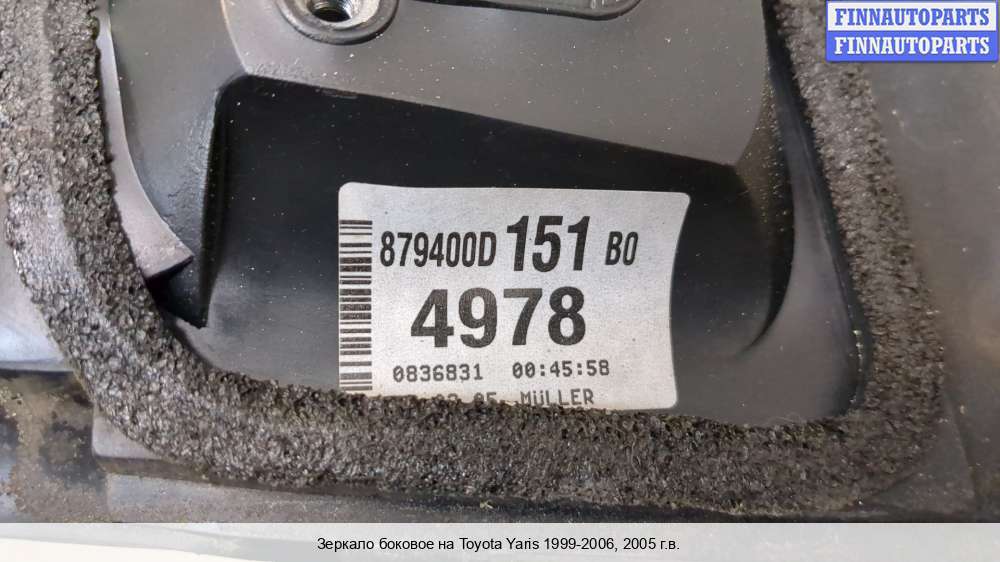 FINNAUTOPARTS
FINNAUTOPARTS
879400D 151 B0
4978
0836831 00:45:58
MÜLLER
Зеркало боковое на Toyota Yaris 1999-2006, 2005 г.в.